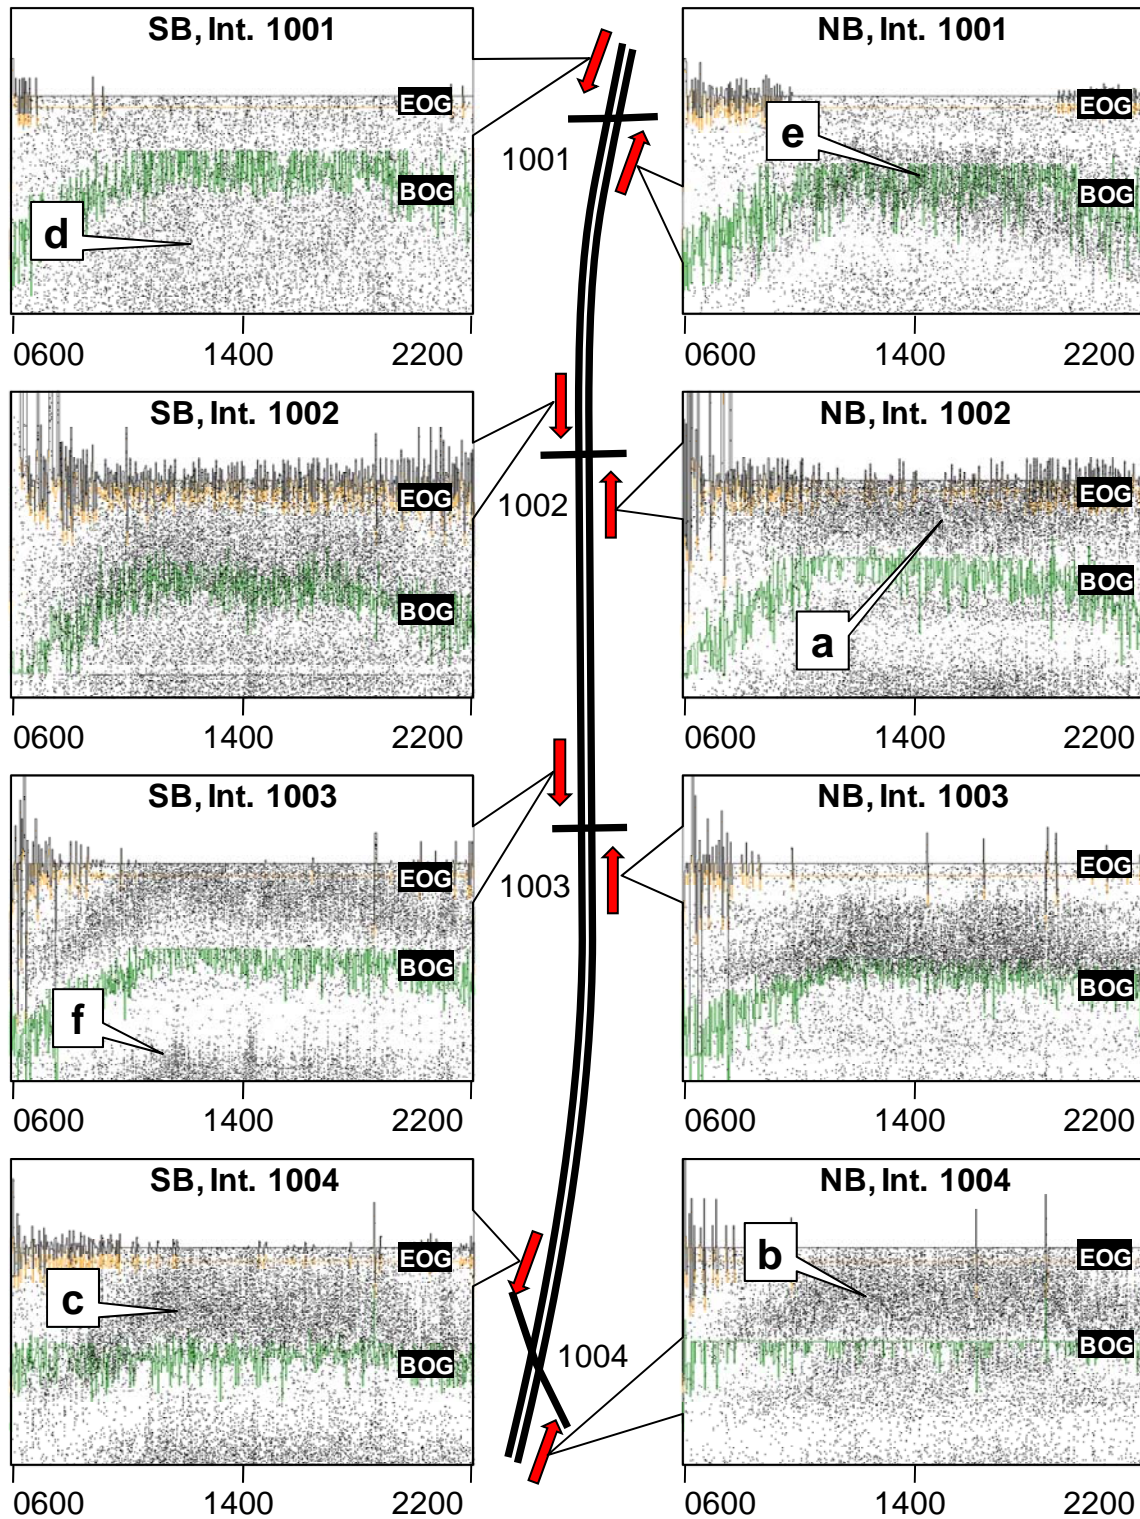 SB, Int. 1001
NB, Int. 1001
EOG
EOG
e
1001
BOG
BOG
d
0600 1400 2200
0600 1400 2200
SB, Int. 1002
NB, Int. 1002
EOG
EOG
1002
BOG
BOG
a
0600 1400 2200
0600 1400 2200
SB, Int. 1003
NB, Int. 1003
EOG
EOG
1003
BOG
BOG
f
0600 1400 2200
0600 1400 2200
SB, Int. 1004
NB, Int. 1004
EOG
EOG
b
c
1004
BOG
BOG
0600 1400 2200
0600 1400 2200